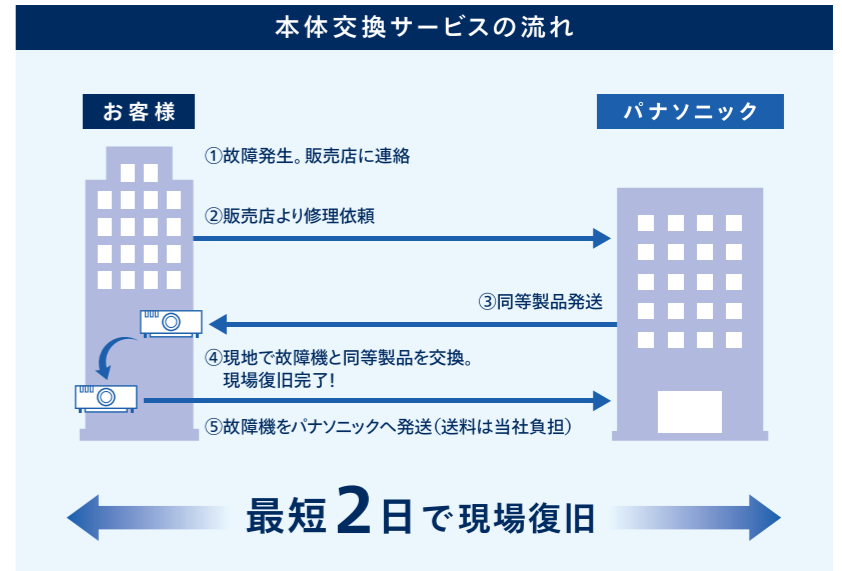 本体交換サービスの流れ
お客様
パナソニック
①故障発生。販売店に連絡
②販売店より修理依頼
③同等製品発送
④現地で故障機と同等製品を交換。
現場復旧完了!
⑤故障機をパナソニックへ発送(送料は当社負担)
最短2日で現場復旧